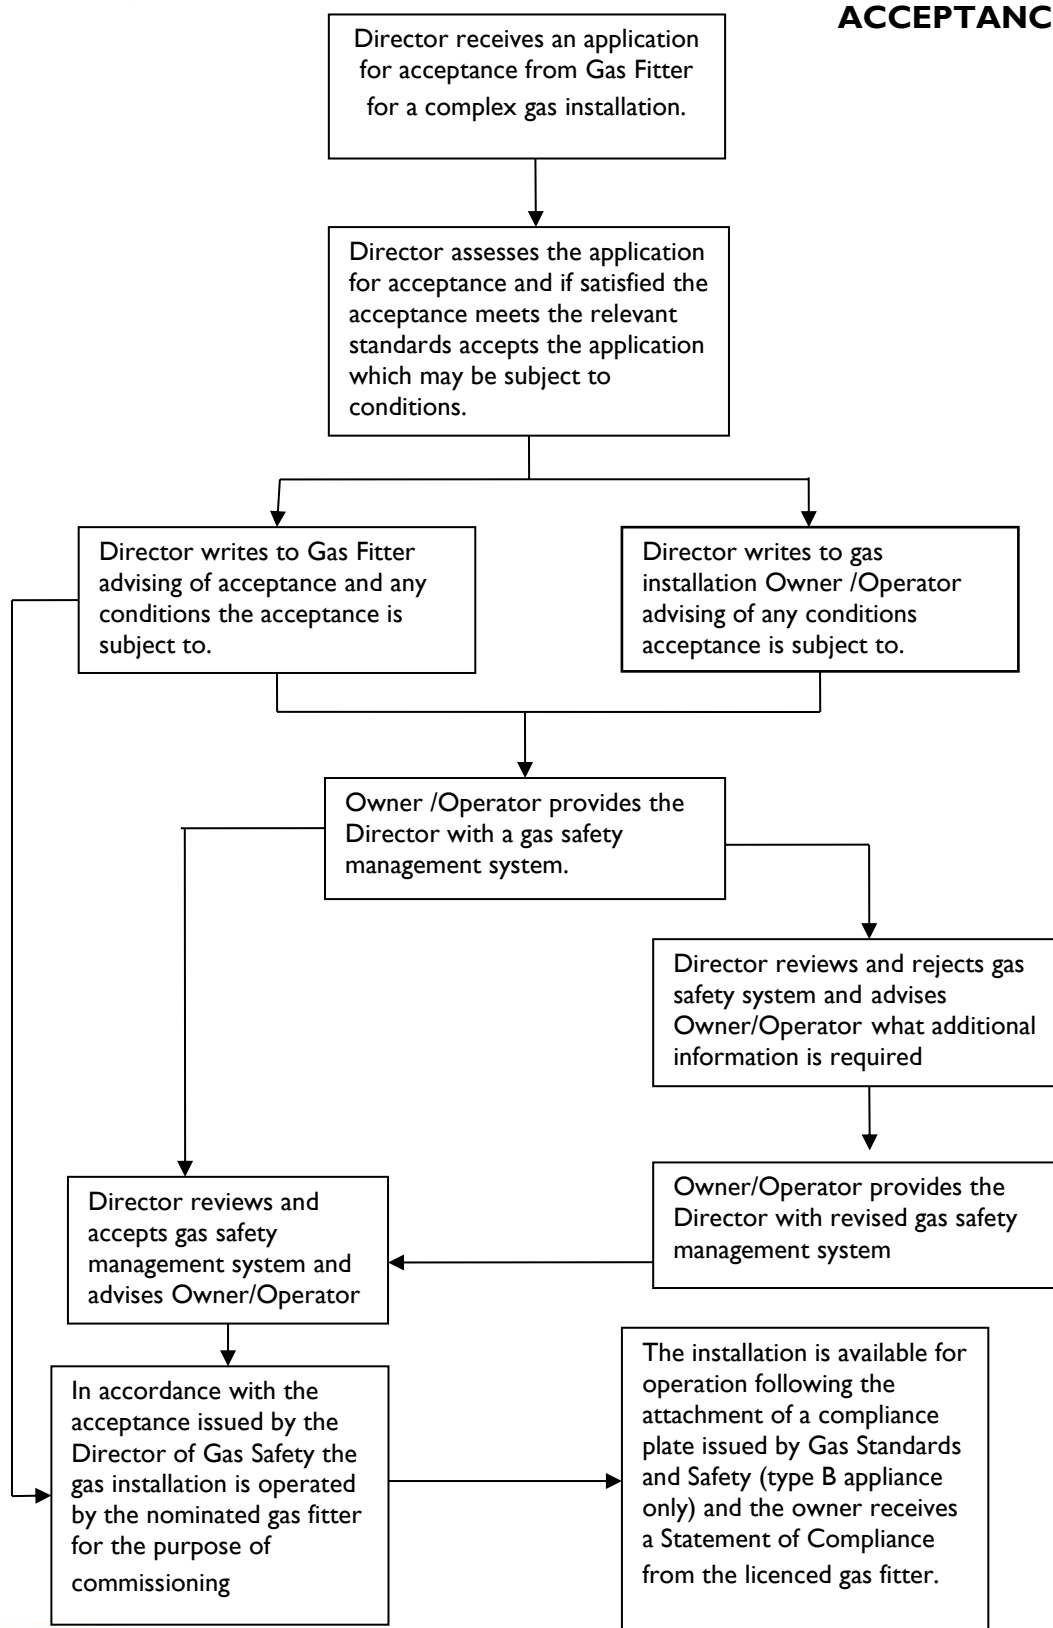 ACCEPTANC
Director receives an application
for acceptance from Gas Fitter
for a complex gas installation.
Director assesses the application
for acceptance and if satisfied the
acceptance meets the relevant
standards accepts the application
which may be subject to
conditions.
Director writes to Gas Fitter
advising of acceptance and any
conditions the acceptance is
subject to.
Director writes to gas
installation Owner /Operator
advising of any conditions
acceptance is subject to.
Owner /Operator provides the
Director with a gas safety
management system.
Director reviews and rejects gas
safety system and advises
Owner/Operator what additional
information is required
Owner/Operator provides the
Director with revised gas safety
management system
Director reviews and
accepts gas safety
management system and
advises Owner/Operator
In accordance with the
acceptance issued by the
Director of Gas Safety the
gas installation is operated
by the nominated gas fitter
for the purpose of
commissioning
The installation is available for
operation following the
attachment of a compliance
plate issued by Gas Standards
and Safety (type B appliance
only) and the owner receives
a Statement of Compliance
from the licenced gas fitter.